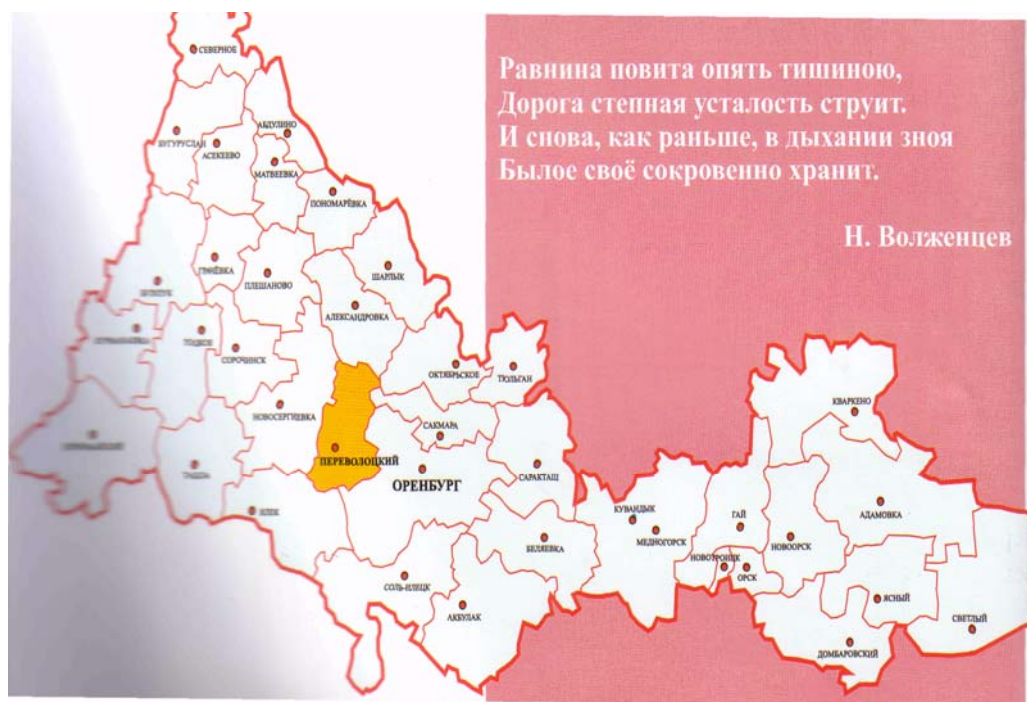 Равнина повита опять тишиною,
Дорога степная усталость струит.
И снова, как раньше, в дыхании зноя
Былое своё сокровенно хранит.
Н. Волженцев
СЕВЕРНОЕ
АБДУЛИНО
БУГУРУСЛАН
АСЕКЕЕВО
МАТВЕЕВКА
ПОНОМАРЁВКА
ГРАЧЁВКА
ШАРЛЫК
ПЛЕШАНОВО
БУЗУЛУК
АЛЕКСАНДРОВКА
ТОЦКОЕ
СОРОЧИНСК
ОКТЯБРЬСКОЕ
ТЮЛЬГАН
КВАРКЕНО
НОВОСЕРГИЕВКА
САКМАРА
ПЕРЕВОЛОЦКИЙ
ОРЕНБУРГ
САРАКТАШ
ТАШЛА
ИЛЕК
КУВАНДЫК
ГАЙ
АДАМОВКА
МЕДНОГОРСК
НОВООРСК
БЕЛЯЕВКА
НОВОТРОИЦК
ОРСК
СОЛЬ-ИЛЕЦК
ЯСНЫЙ
АКБУЛАК
СВЕТЛЫЙ
ДОМБАРОВСКИЙ